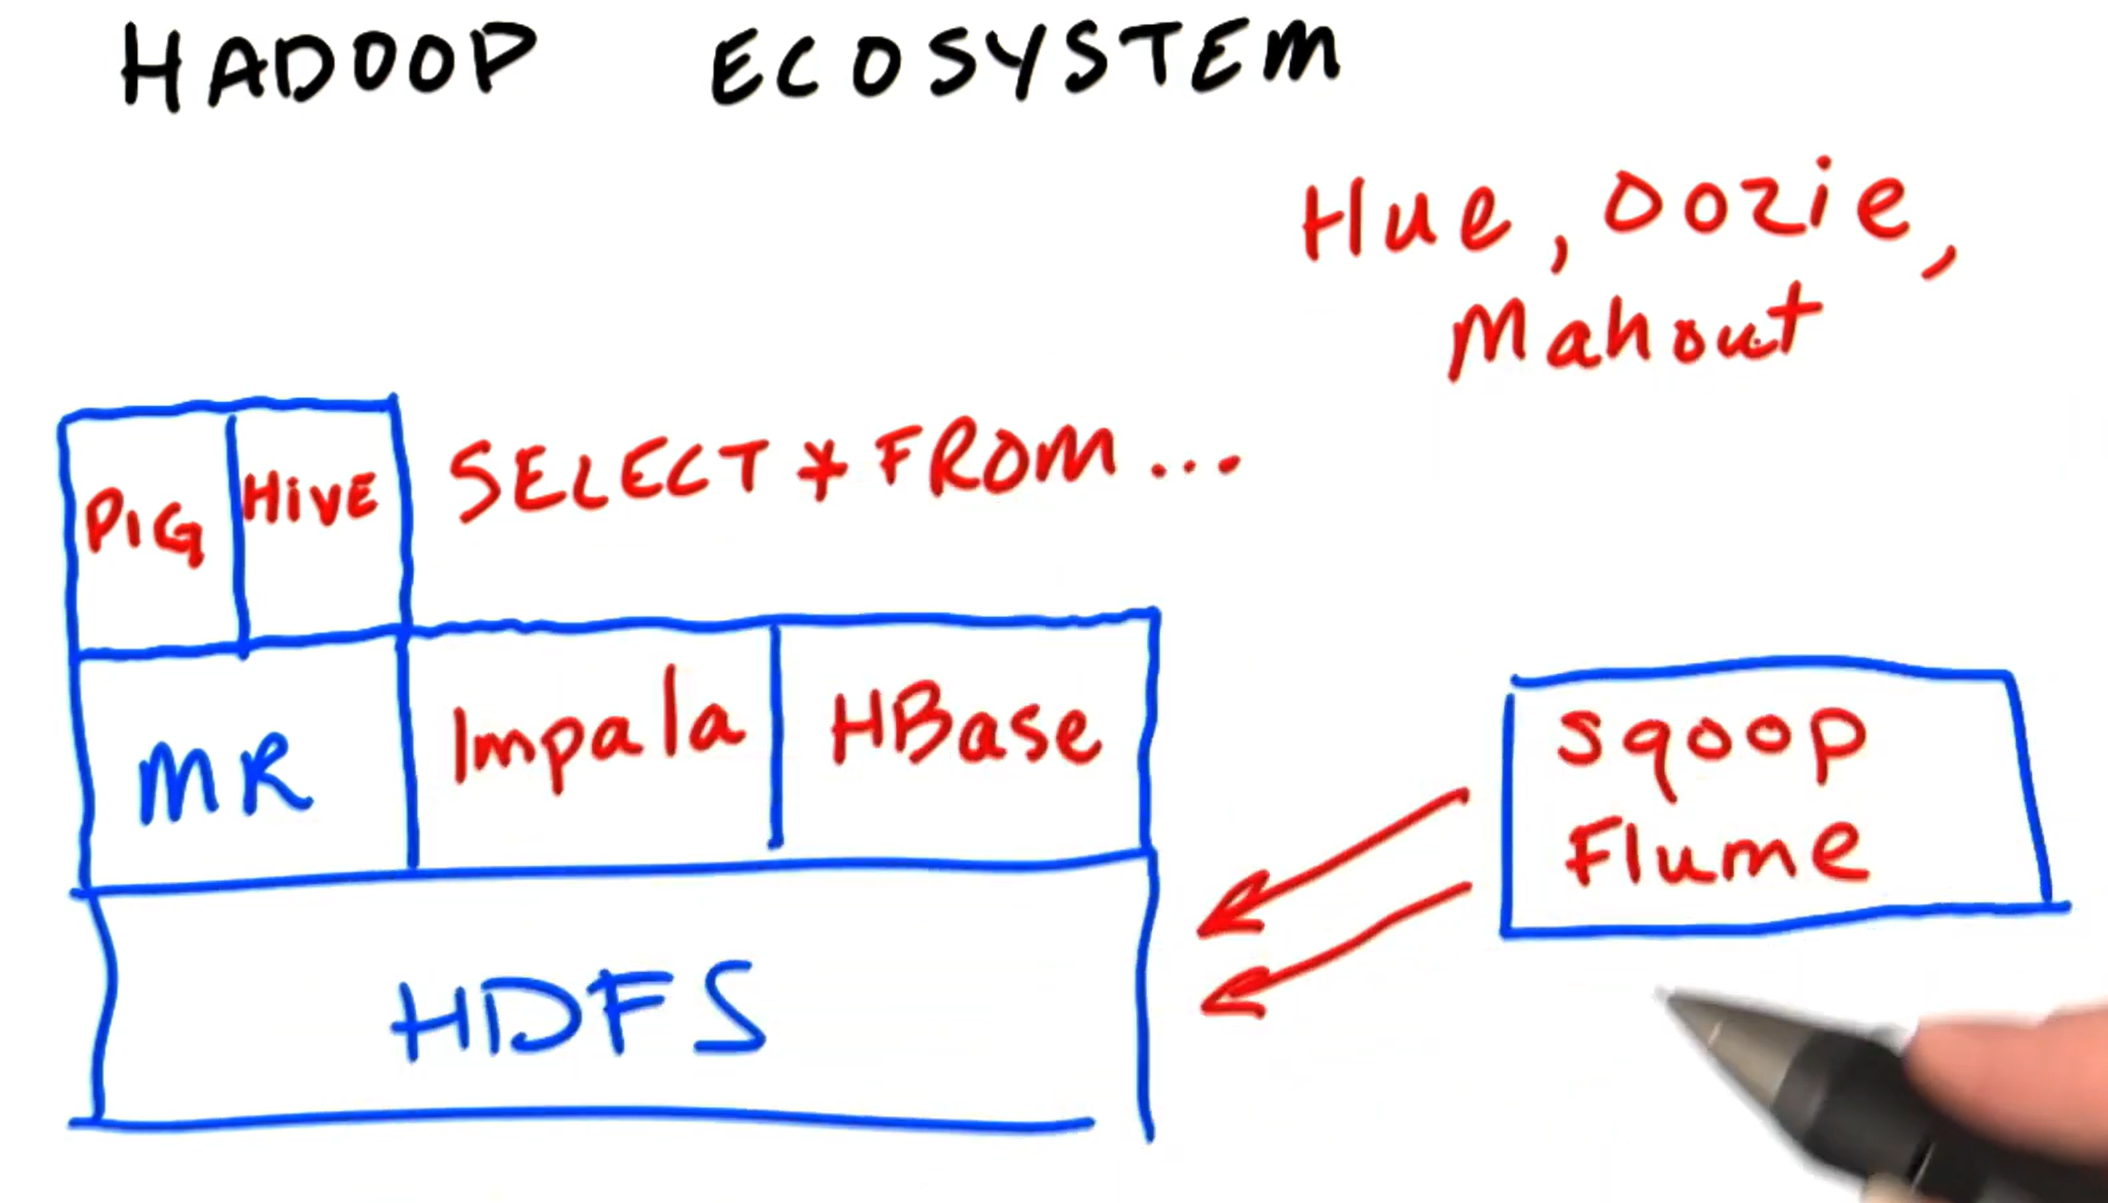 HADOOP ECOSYSTEM
Hue, Oozie,
Mahout
PIG HiVE SELECT * FROM...
MR Impala HBase
Sqoop
Flume
HDFS